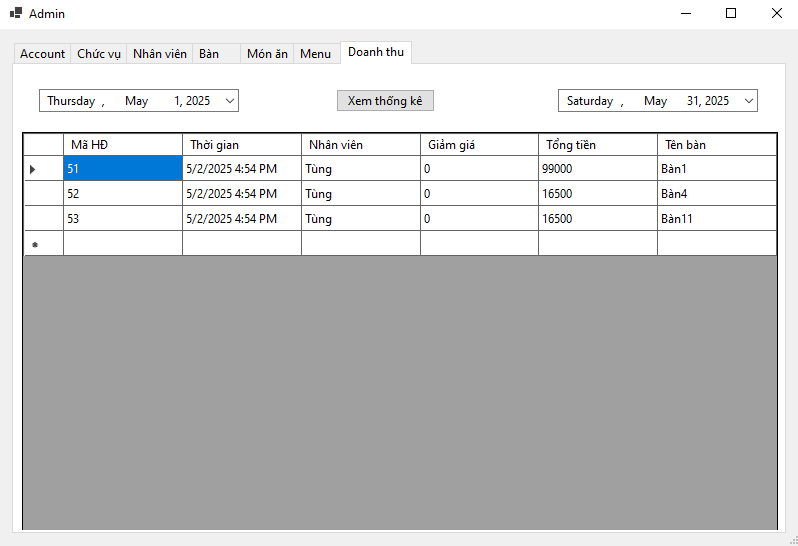 Admin
Account Chức vụ Nhân viên Bàn Món ăn Menu Doanh thu
Thursday , May 1, 2025 Xem thống kê Saturday , May 31, 2025
Mã HĐ Thời gian Nhân viên Giảm giá Tổng tiền Tên bàn
51 5/2/2025 4:54 PM Tùng 0 99000 Bàn1
52 5/2/2025 4:54 PM Tùng 0 16500 Bàn4
53 5/2/2025 4:54 PM Tùng 0 16500 Bàn11